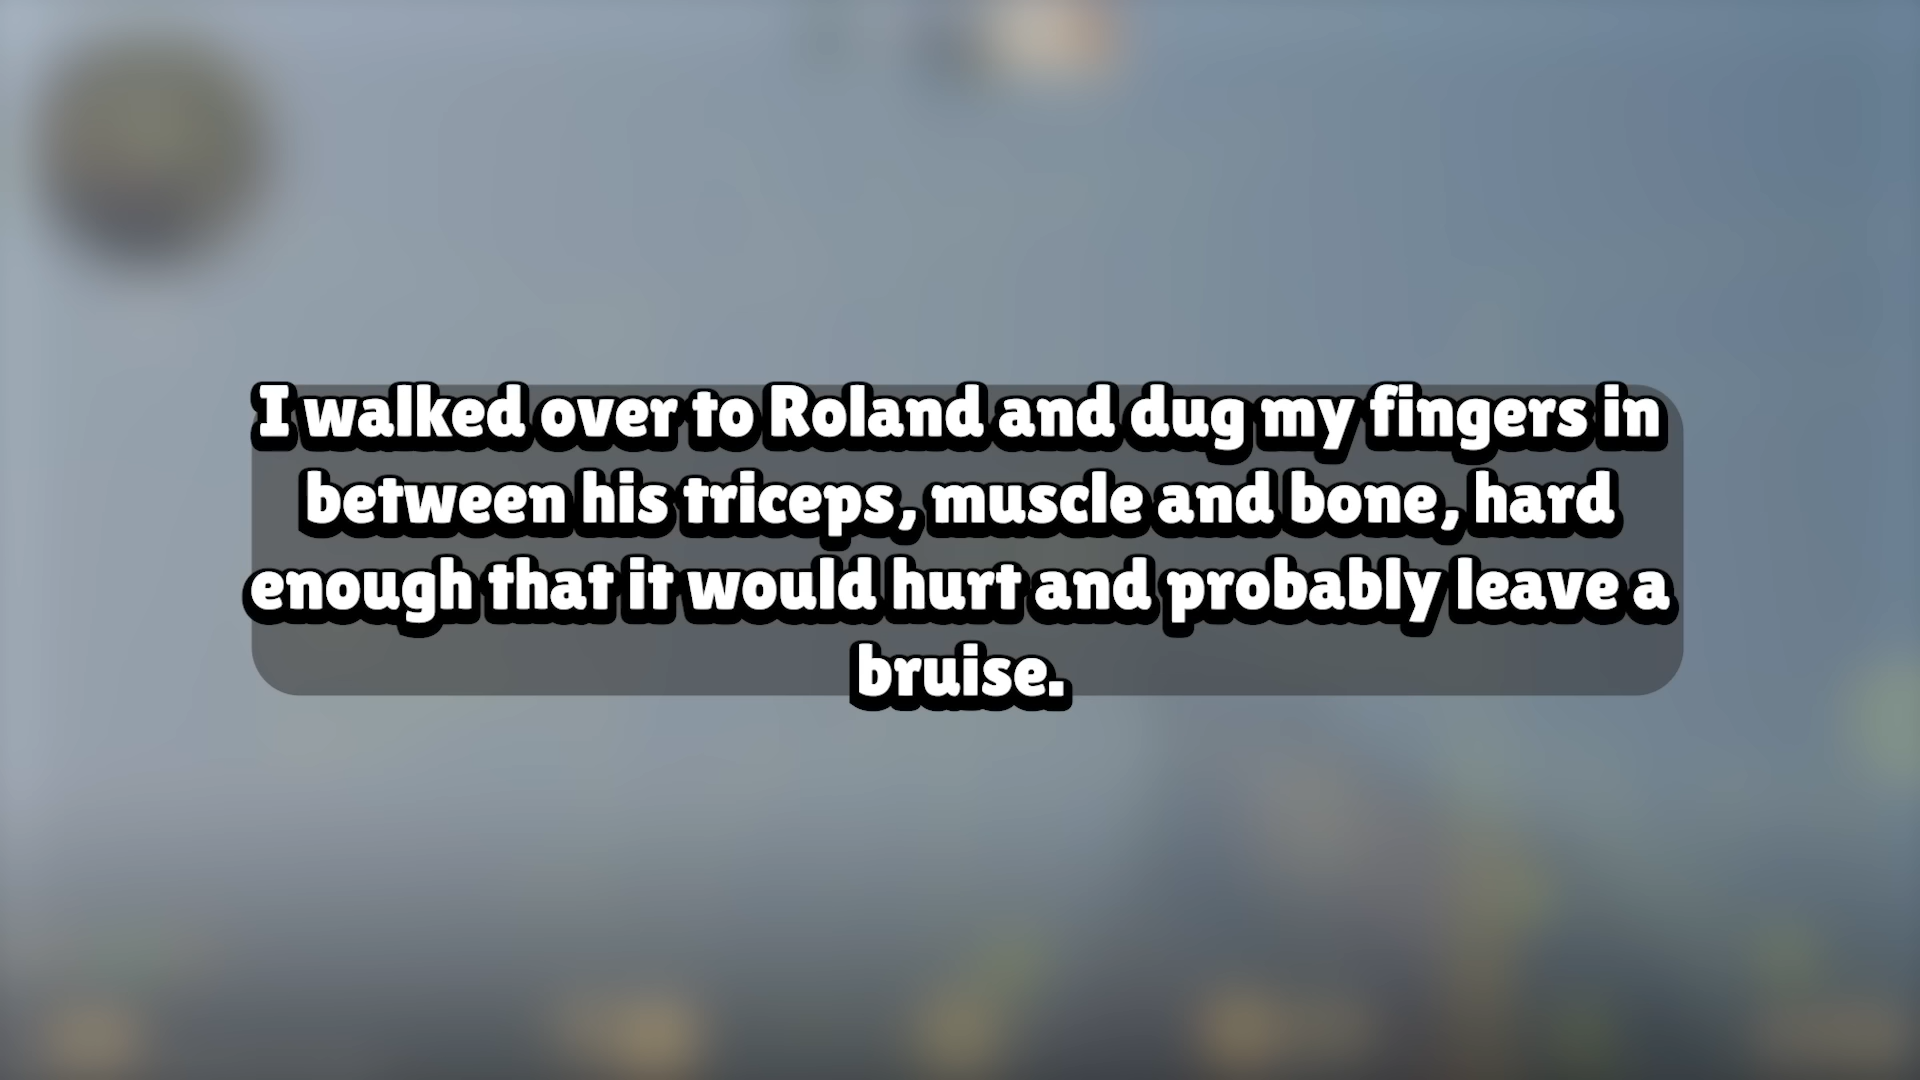 I walked over to Roland and dug my fingers in
between his triceps, muscle and bone, hard
enough that it would hurt and probably leave a
bruise.